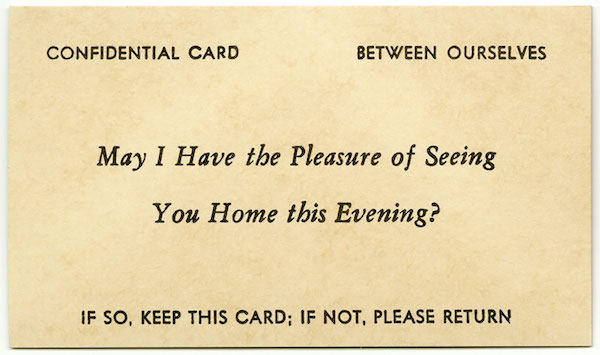 CONFIDENTIAL CARD
BETWEEN OURSELVES
May I Have the Pleasure of Seeing
You Home this Evening?
IF SO, KEEP THIS CARD; IF NOT, PLEASE RETURN